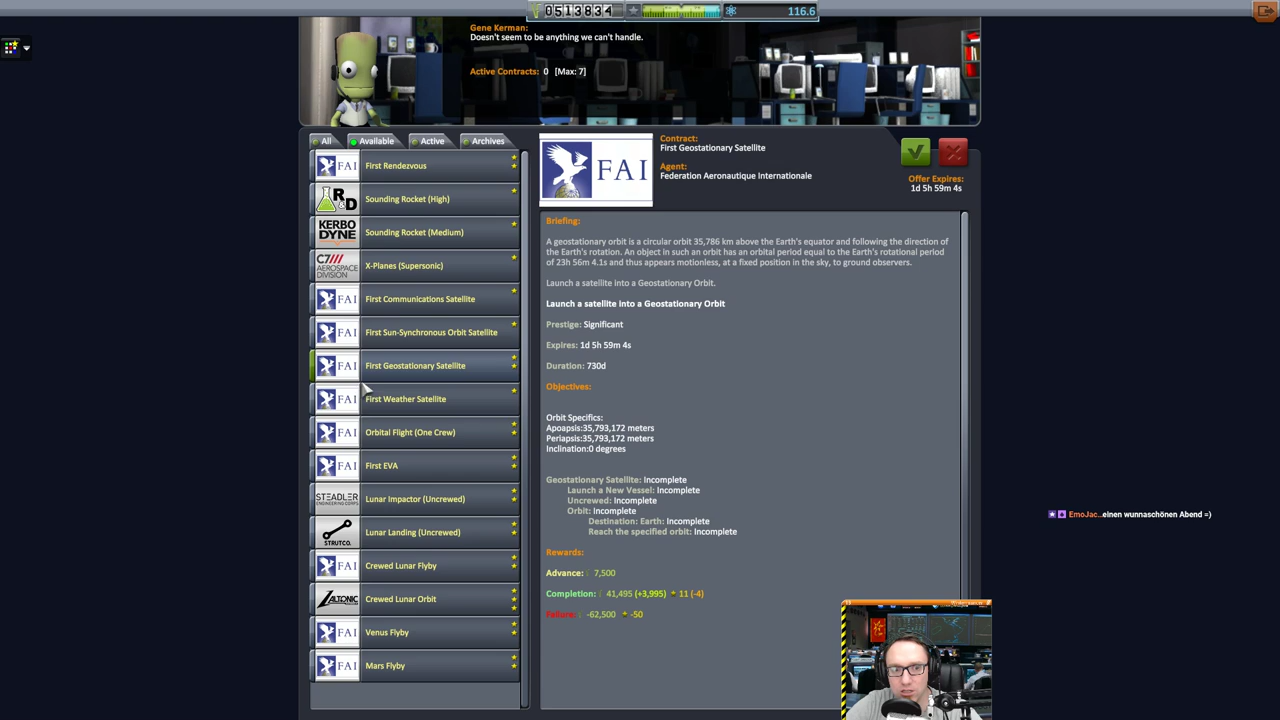 0513834
116.6
Gene Kerman:
Doesn't seem to be anything we can't handle.
Active Contracts: 0 [Max: 7]
All
Available
Active
Archives
FAI
First Rendezvous
R&D
Sounding Rocket (High)
KERBO
DYNE
Sounding Rocket (Medium)
C7///
AEROSPACE
DIVISION
X-Planes (Supersonic)
FAI
First Communications Satellite
FAI
First Sun-Synchronous Orbit Satellite
FAI
First Geostationary Satellite
FAI
First Weather Satellite
FAI
Orbital Flight (One Crew)
FAI
First EVA
STEADLER
ENGINEERING CORPS
Lunar Impactor (Uncrewed)
STRUTCO.
Lunar Landing (Uncrewed)
FAI
Crewed Lunar Flyby
Crewed Lunar Orbit
FAI
Venus Flyby
FAI
Mars Flyby
FAI
Contract:
First Geostationary Satellite
Agent:
Federation Aeronautique Internationale
Offer Expires:
1d 5h 59m 4s
Briefing:
A geostationary orbit is a circular orbit 35,786 km above the Earth's equator and following the direction of
the Earth's rotation. An object in such an orbit has an orbital period equal to the Earth's rotational period
of 23h 56m 4.1s and thus appears motionless, at a fixed position in the sky, to ground observers.
Launch a satellite into a Geostationary Orbit.
Launch a satellite into a Geostationary Orbit
Prestige: Significant
Expires: 1d 5h 59m 4s
Duration: 730d
Objectives:
Orbit Specifics:
Apoapsis:35,793,172 meters
Periapsis:35,793,172 meters
Inclination:0 degrees
Geostationary Satellite: Incomplete
Launch a New Vessel: Incomplete
Uncrewed: Incomplete
Orbit: Incomplete
Destination: Earth: Incomplete
Reach the specified orbit: Incomplete
Rewards:
Advance: 7,500
Completion: 41,495 (+3,995) 11 (-4)
Failure: -62,500 -50
EmoJac...einen wunnaschönen Abend =)